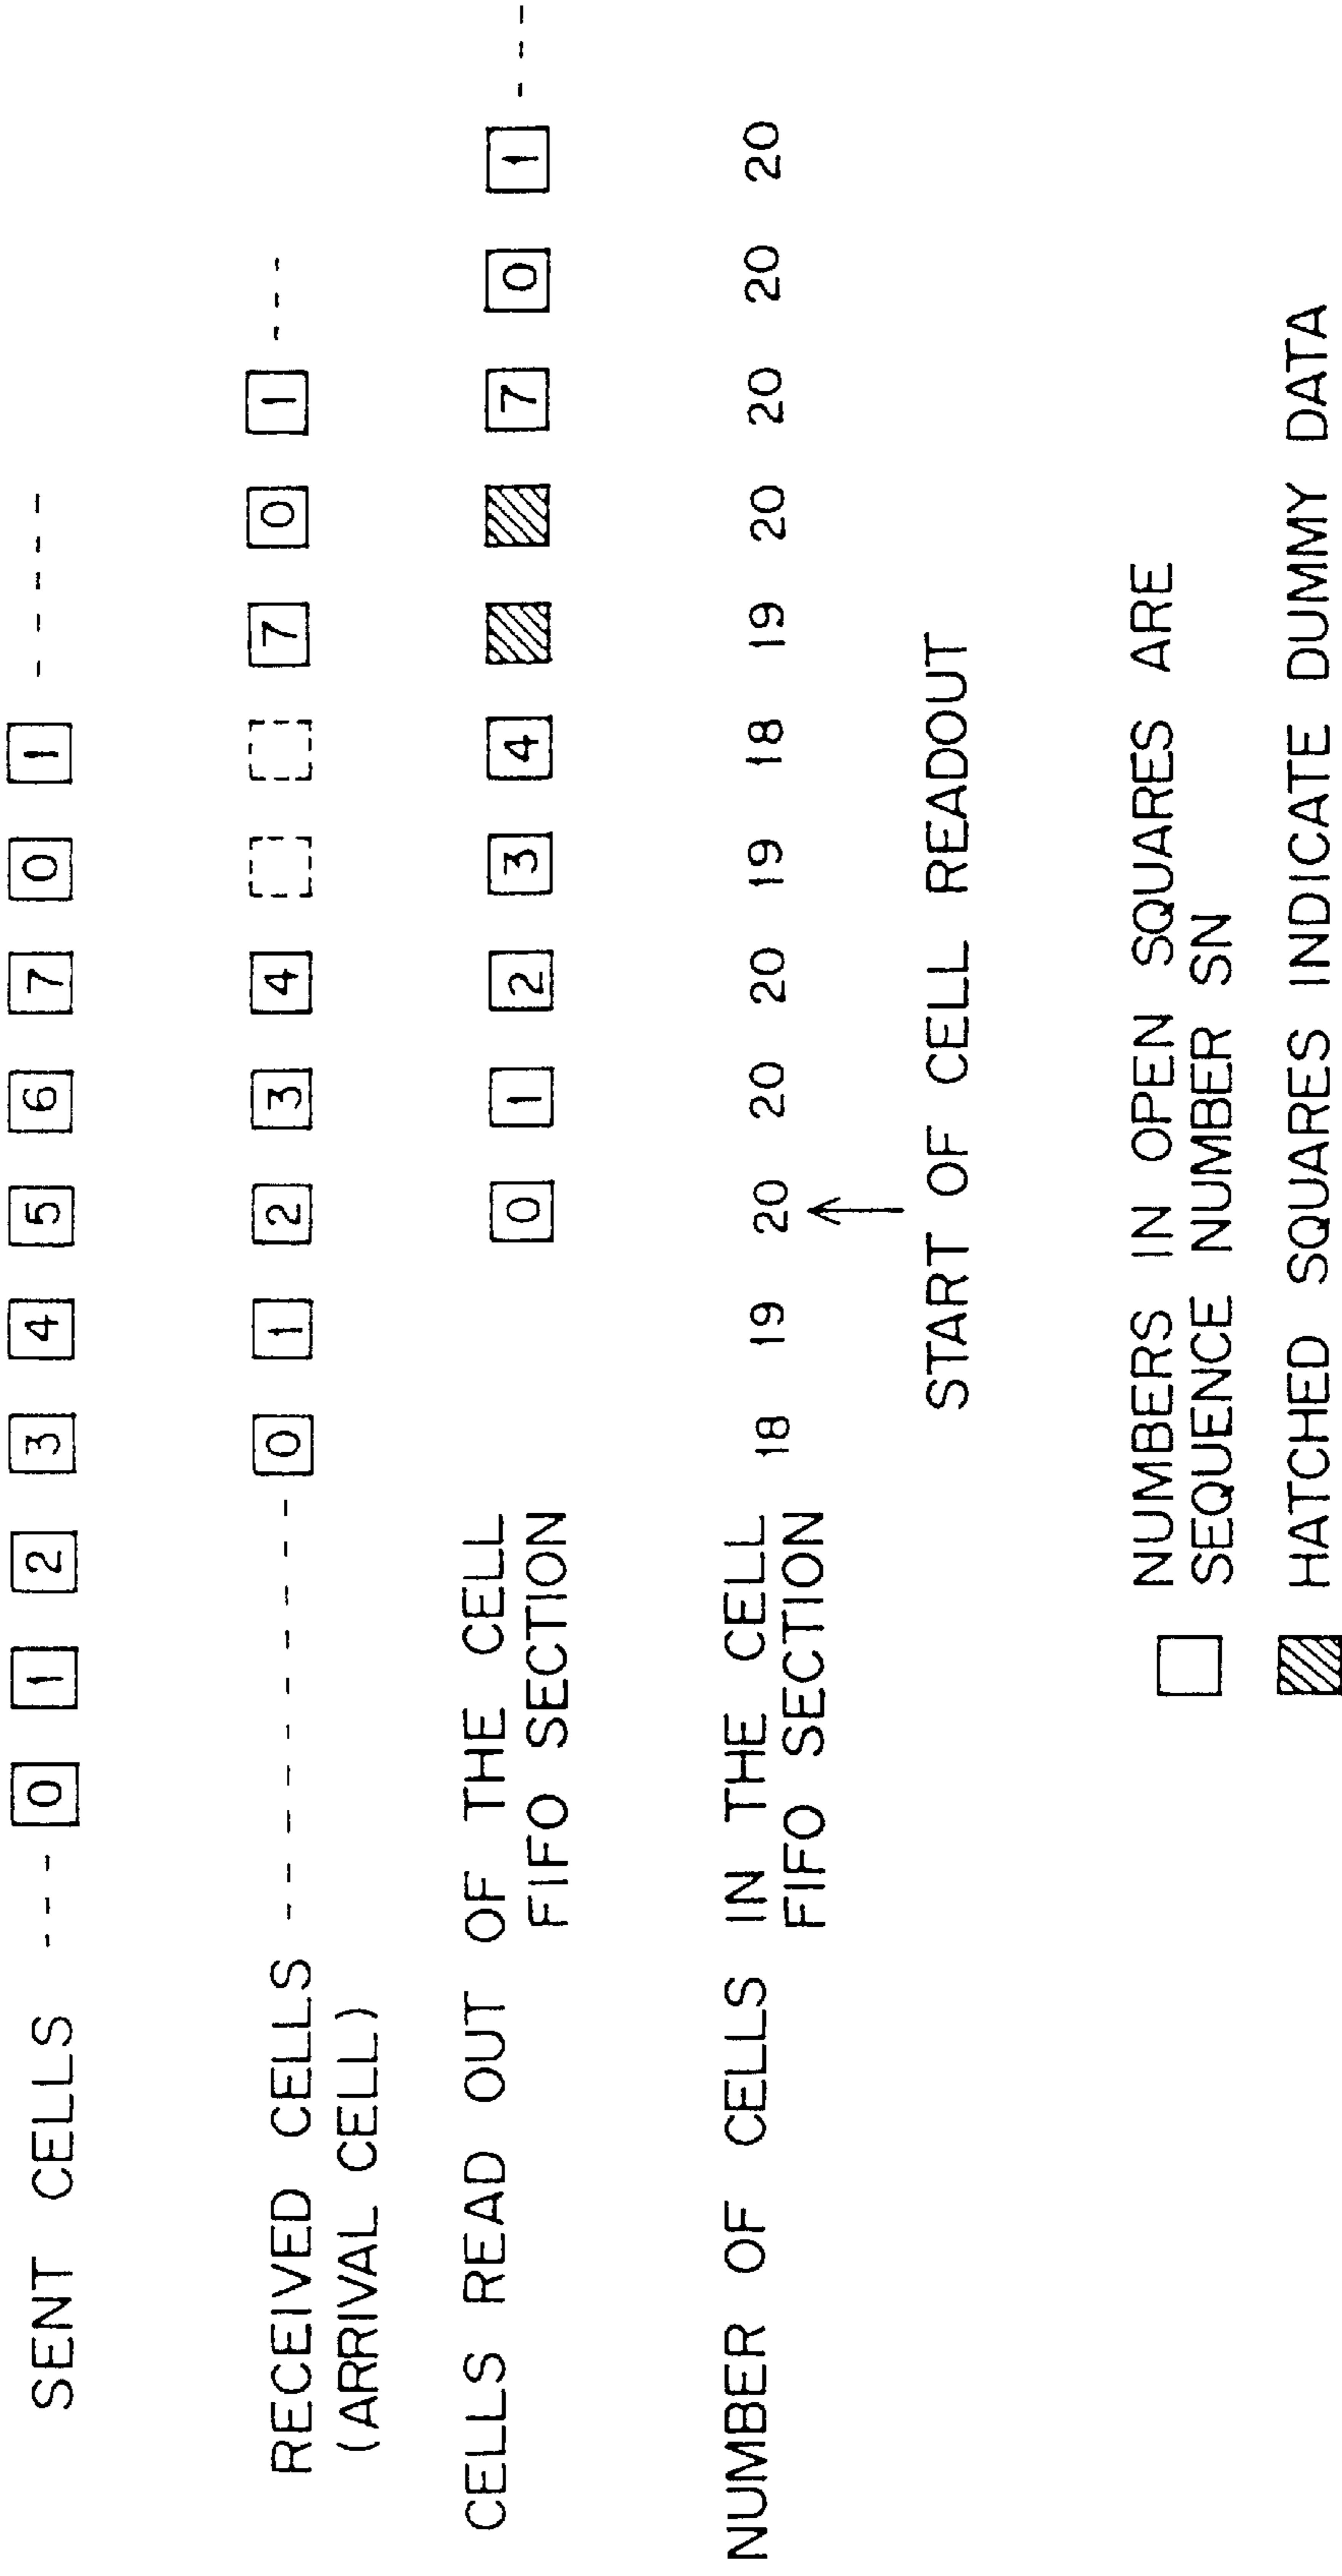 SENT CELLS --- 0 1 2 3 4 5 6 7 0 1 -----
RECEIVED CELLS --------- 0 1 2 3 4 7 0 1 ---
(ARRIVAL CELL)
CELLS READ OUT OF THE CELL
FIFO SECTION
0 1 2 3 4 7 0 1 ---
NUMBER OF CELLS IN THE CELL
FIFO SECTION
18 19 20 20 20 19 18 19 20 20 20 20
START OF CELL READOUT
NUMBERS IN OPEN SQUARES ARE
SEQUENCE NUMBER SN
HATCHED SQUARES INDICATE DUMMY DATA